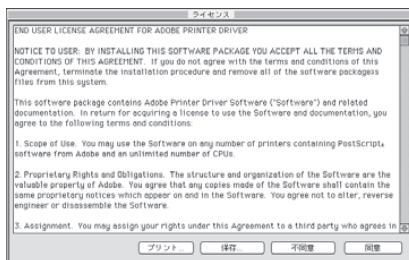 ライセンス
END USER LICENSE AGREEMENT FOR ADOBE PRINTER DRIVER
NOTICE TO USER: BY INSTALLING THIS SOFTWARE PACKAGE YOU ACCEPT ALL THE TERMS AND
CONDITIONS OF THIS AGREEMENT. If you do not agree with the terms and conditions of this
Agreement, terminate the installation procedure and remove all of the software packages
files from this system.
This software package contains Adobe Printer Driver Software ("Software") and related
documentation. In return for acquiring a license to use the Software and documentation, you
agree to the following terms and conditions:
1. Scope of Use. You may use the Software on any number of printers containing PostScript
software from Adobe and an unlimited number of CPUs.
2. Proprietary Rights and Obligations. The structure and organization of the Software are the
valuable property of Adobe. You agree that any copies made of the Software shall contain the
same proprietary notices which appear on and in the Software. You agree not to alter, reverse
engineer or disassemble the Software.
3. Assignment. You may assign your rights under this Agreement to a third party who agrees in
プリント... 保存... 不同意 同意